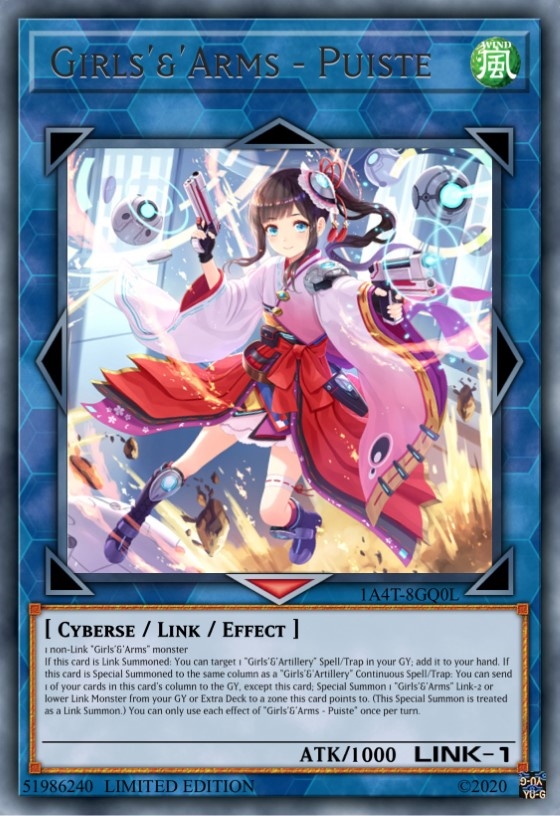 Girls'&'Arms - Puiste
WIND
風
1A4T-8GQ0L
[ Cyberse / Link / Effect ]
1 non-Link "Girls'&'Arms" monster
If this card is Link Summoned: You can target 1 "Girls'&'Artillery" Spell/Trap in your GY; add it to your hand. If
this card is Special Summoned to the same column as a "Girls'&'Artillery" Continuous Spell/Trap: You can send
1 of your cards in this card's column to the GY, except this card; Special Summon 1 "Girls'&'Arms" Link-2 or
lower Link Monster from your GY or Extra Deck to a zone this card points to. (This Special Summon is treated
as a Link Summon.) You can only use each effect of "Girls'&'Arms - Puiste" once per turn.
ATK/1000 LINK-1
51986240 LIMITED EDITION ©2020